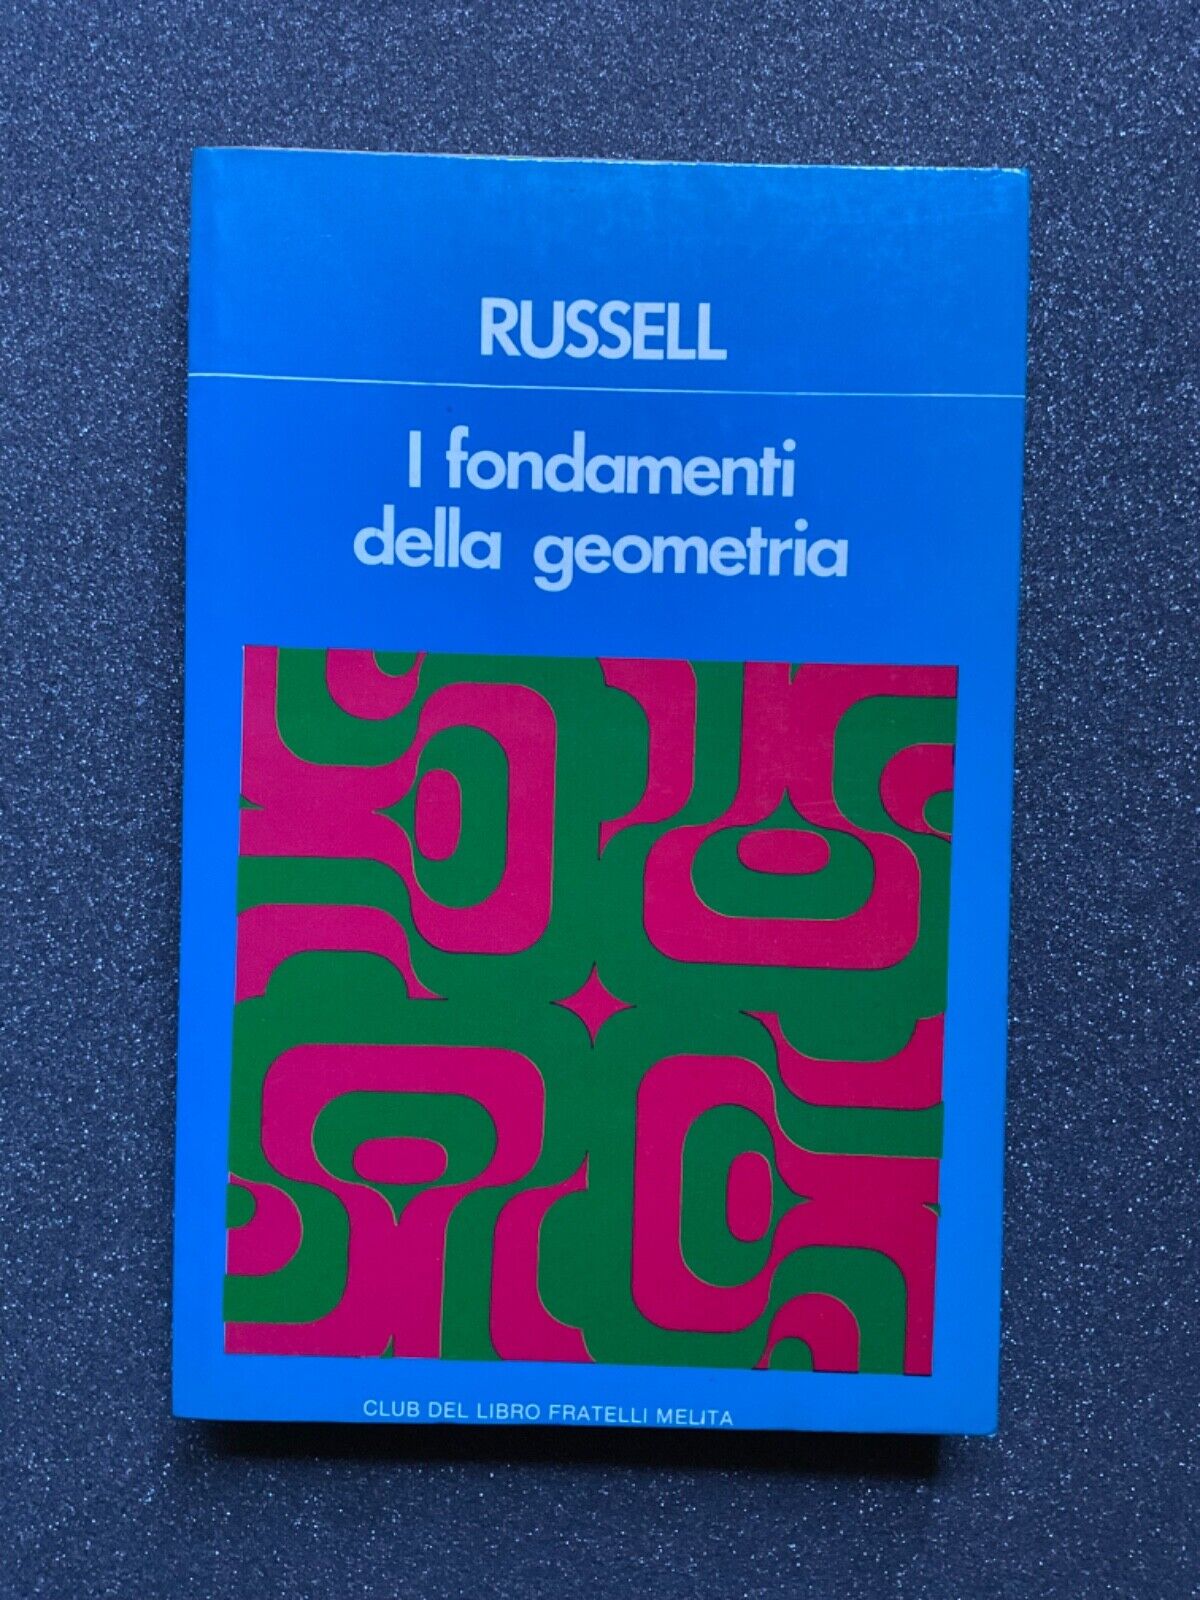 RUSSELL
I fondamenti
della geometria
CLUB DEL LIBRO FRATELLI MELITA